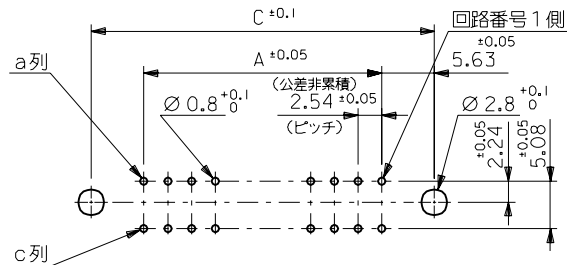 C ±0.1
回路番号1側
A ±0.05
±0.05
5.63
a列
(公差非累積)
Ø 0.8 +0.1 0
2.54 ±0.05
(ピッチ)
Ø 2.8 +0.1 0
±0.05
2.24
±0.05
5.08
c列